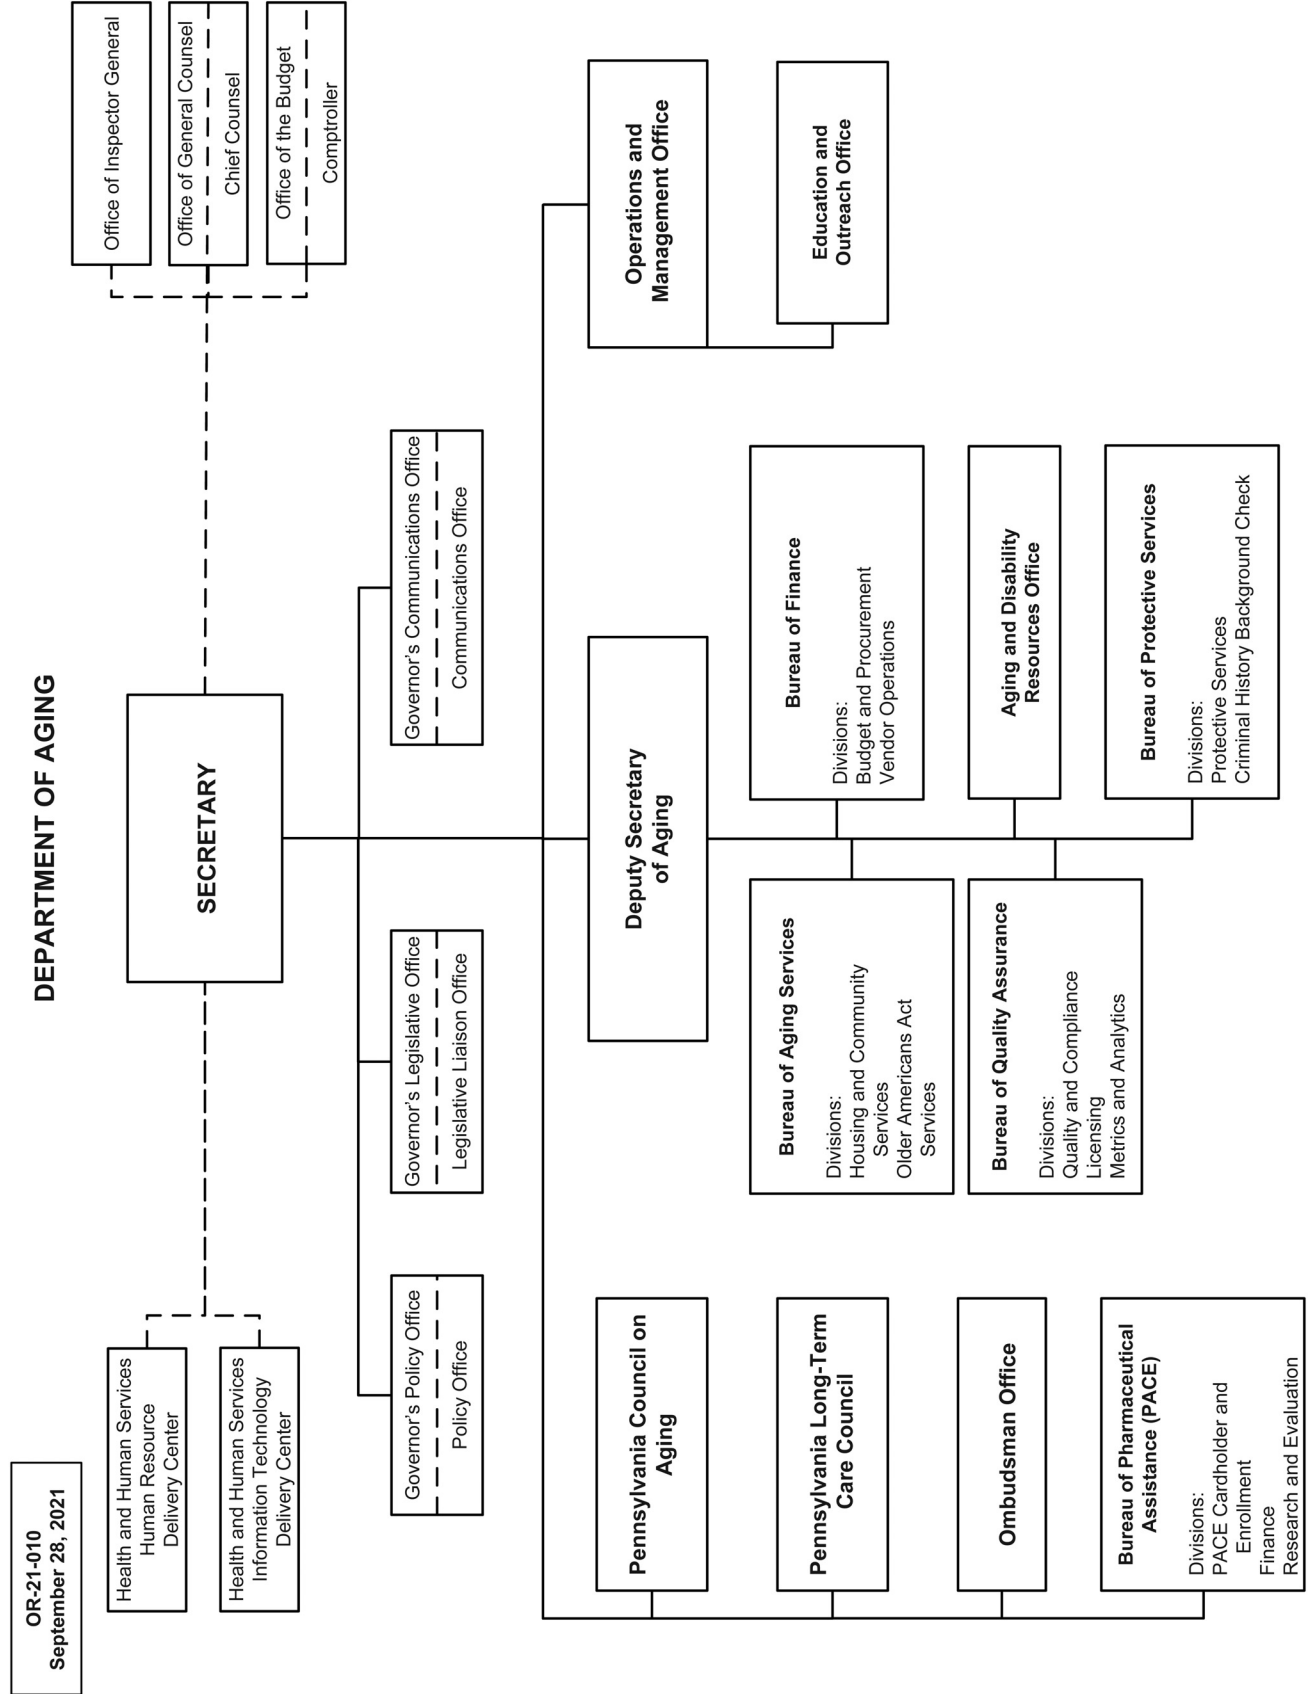 OR-21-010
September 28, 2021
DEPARTMENT OF AGING
Health and Human Services
Human Resource
Delivery Center
Health and Human Services
Information Technology
Delivery Center
SECRETARY
Office of Inspector General
Office of General Counsel
Chief Counsel
Office of the Budget
Comptroller
Governor's Policy Office
Policy Office
Governor's Legislative Office
Legislative Liaison Office
Governor's Communications Office
Communications Office
Pennsylvania Council on
Aging
Pennsylvania Long-Term
Care Council
Ombudsman Office
Bureau of Pharmaceutical
Assistance (PACE)
Divisions:
PACE Cardholder and
Enrollment
Finance
Research and Evaluation
Deputy Secretary
of Aging
Bureau of Aging Services
Divisions:
Housing and Community
Services
Older Americans Act
Services
Bureau of Quality Assurance
Divisions:
Quality and Compliance
Licensing
Metrics and Analytics
Bureau of Finance
Divisions:
Budget and Procurement
Vendor Operations
Aging and Disability
Resources Office
Bureau of Protective Services
Divisions:
Protective Services
Criminal History Background Check
Operations and
Management Office
Education and
Outreach Office